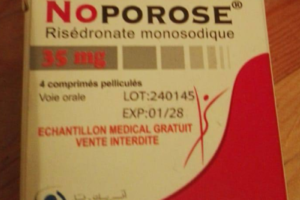 NOPOROSE®
Risédronate monosodique
35 mg
4 comprimés pelliculés
Voie orale
LOT:240145
EXP:01/28
ECHANTILLON MEDICAL GRATUIT
VENTE INTERDITE